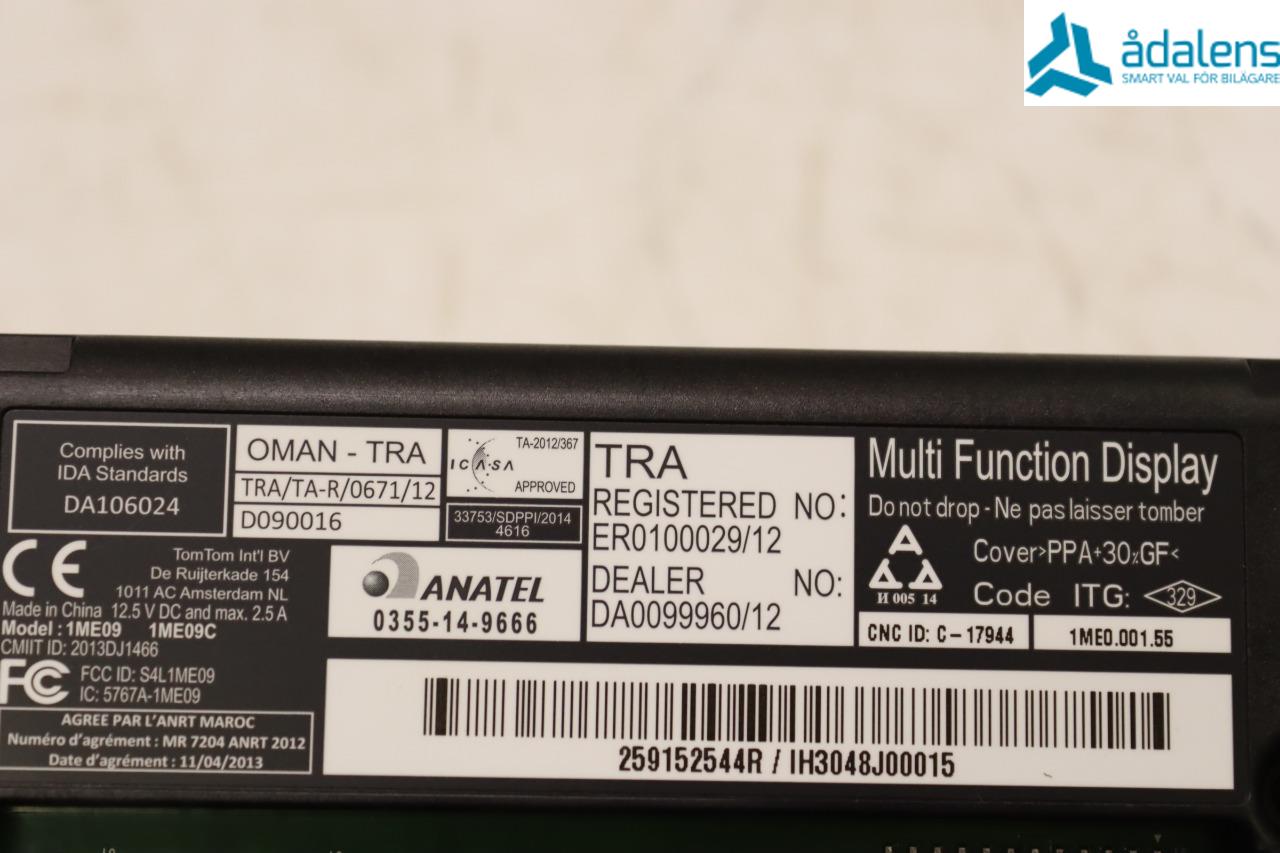 ådalens
SMART VAL FÖR BILÄGARE
Complies with
IDA Standards
DA106024
OMAN - TRA
TRA/TA-R/0671/12
D090016
ICASA
TA-2012/367
APPROVED
33753/SDPPI/2014
4616
TRA
REGISTERED NO:
ER0100029/12
DEALER NO:
DA0099960/12
Multi Function Display
Do not drop - Ne pas laisser tomber
Cover>PPA+30%GF<
Code ITG: 329
И 005 14
CNC ID: C-17944
1ME0.001.55
CE
TomTom Int'l BV
De Ruijterkade 154
1011 AC Amsterdam NL
Made in China 12.5 V DC and max. 2.5 A
Model : 1ME09 1ME09C
CMIIT ID: 2013DJ1466
FC
FCC ID: S4L1ME09
IC: 5767A-1ME09
AGREE PAR L'ANRT MAROC
Numéro d'agrément : MR 7204 ANRT 2012
Date d'agrément : 11/04/2013
ANATEL
0355-14-9666
259152544R / IH3048J00015